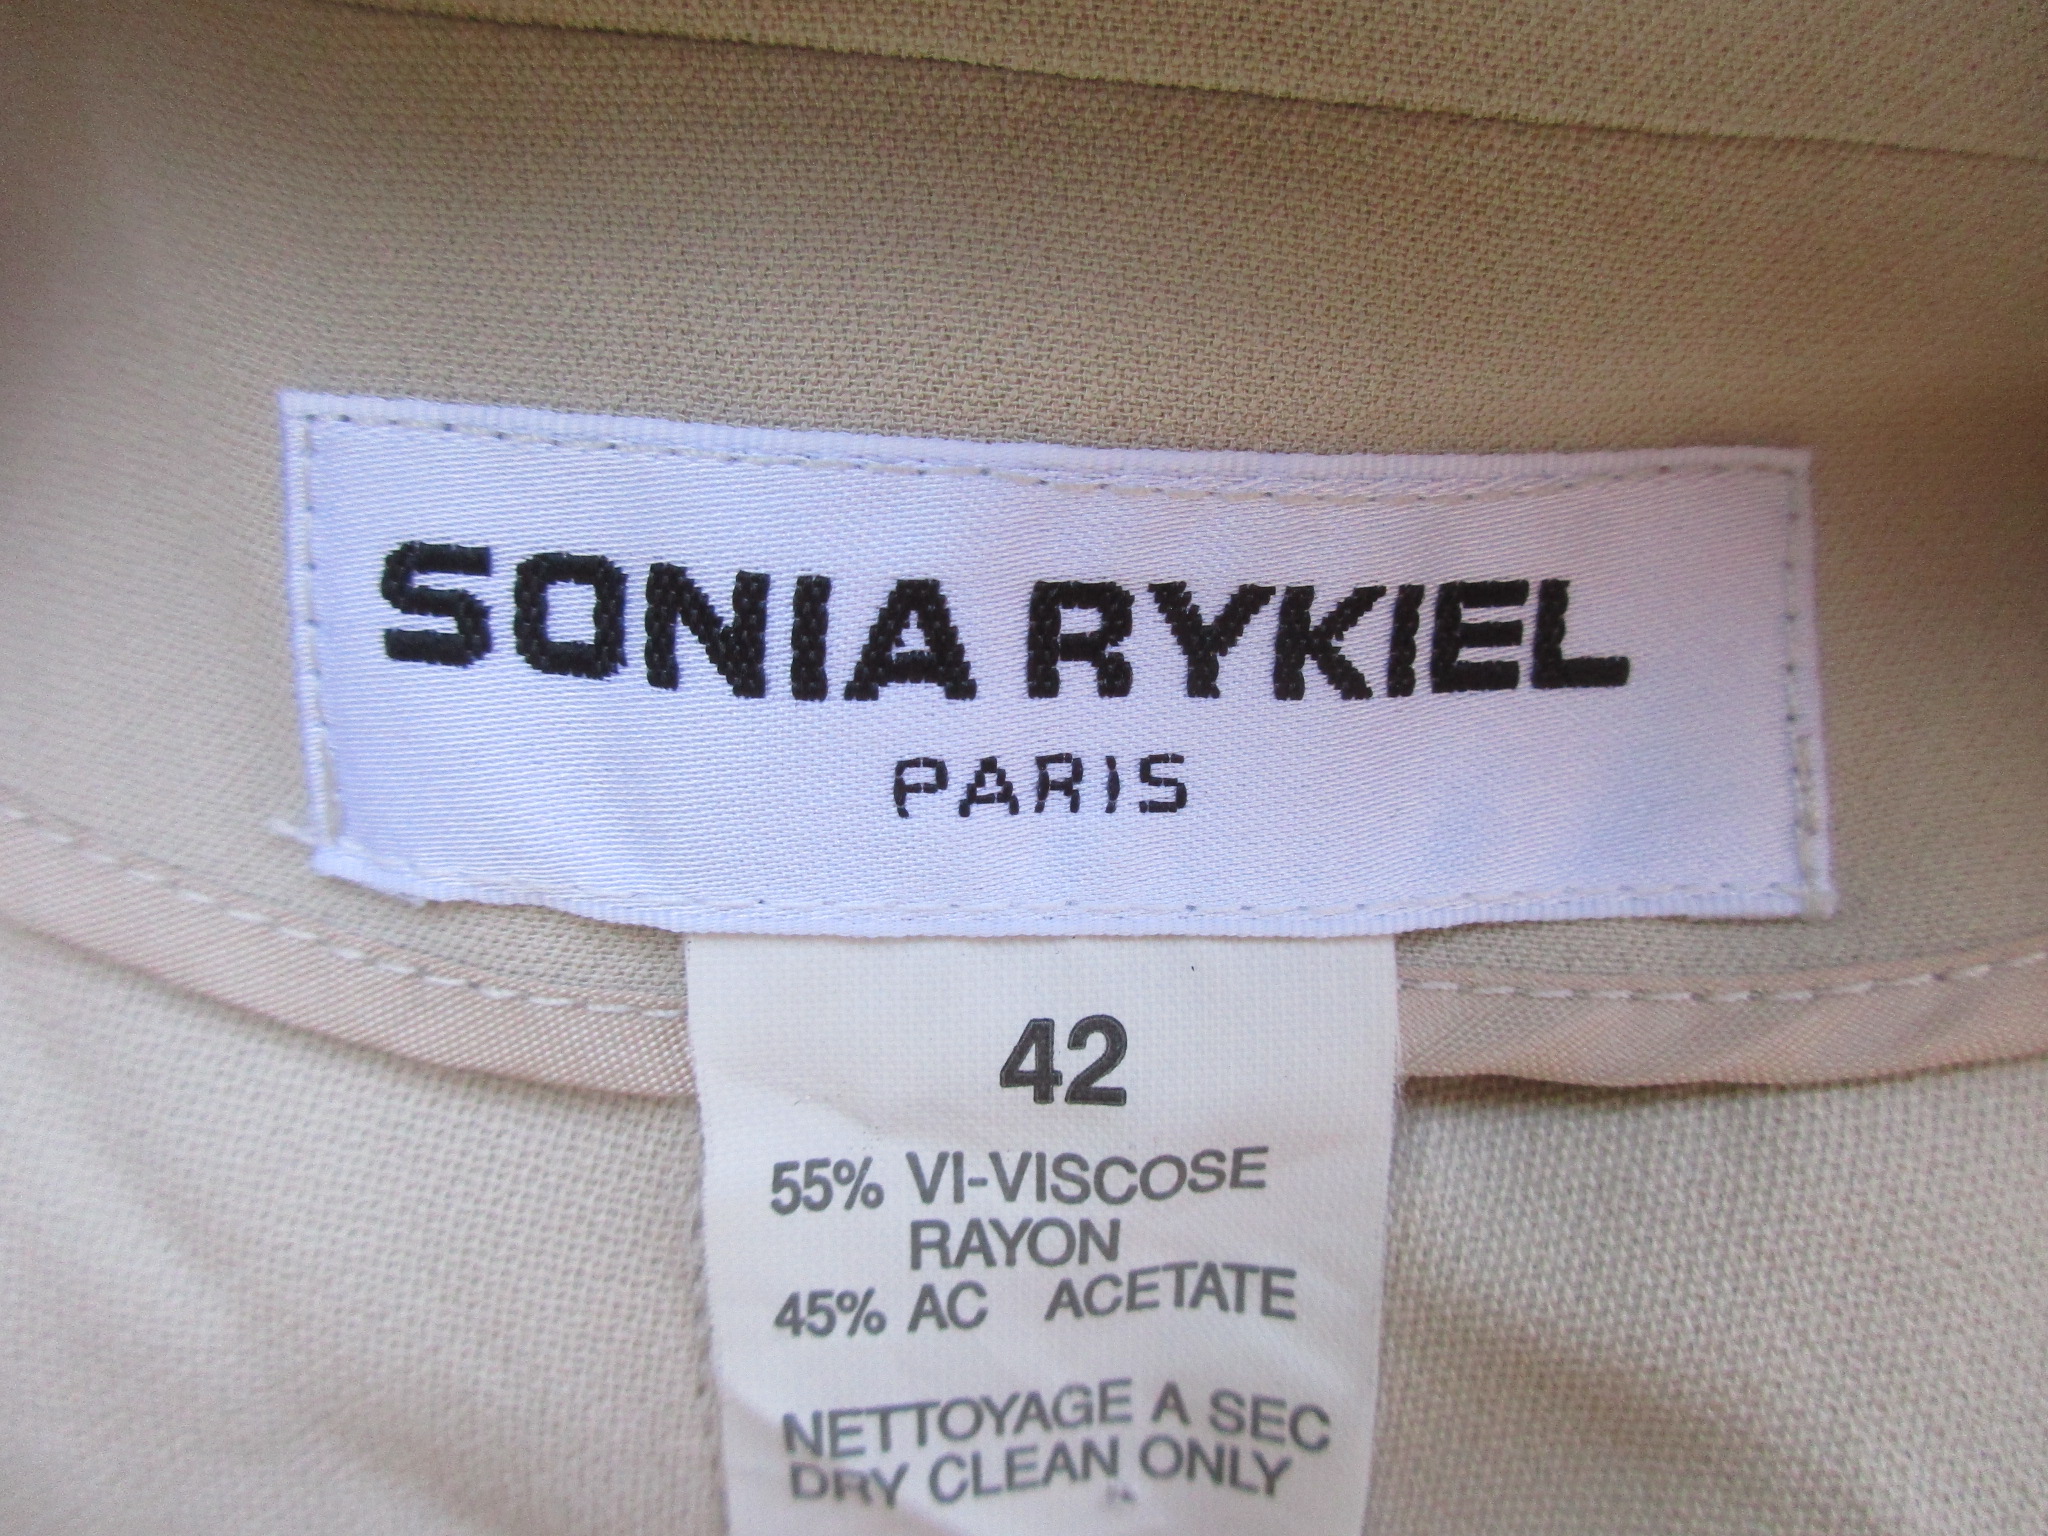 SONIA RYKIEL
PARIS
42
55% VI-VISCOSE
RAYON
45% AC ACETATE
NETTOYAGE A SEC
DRY CLEAN ONLY